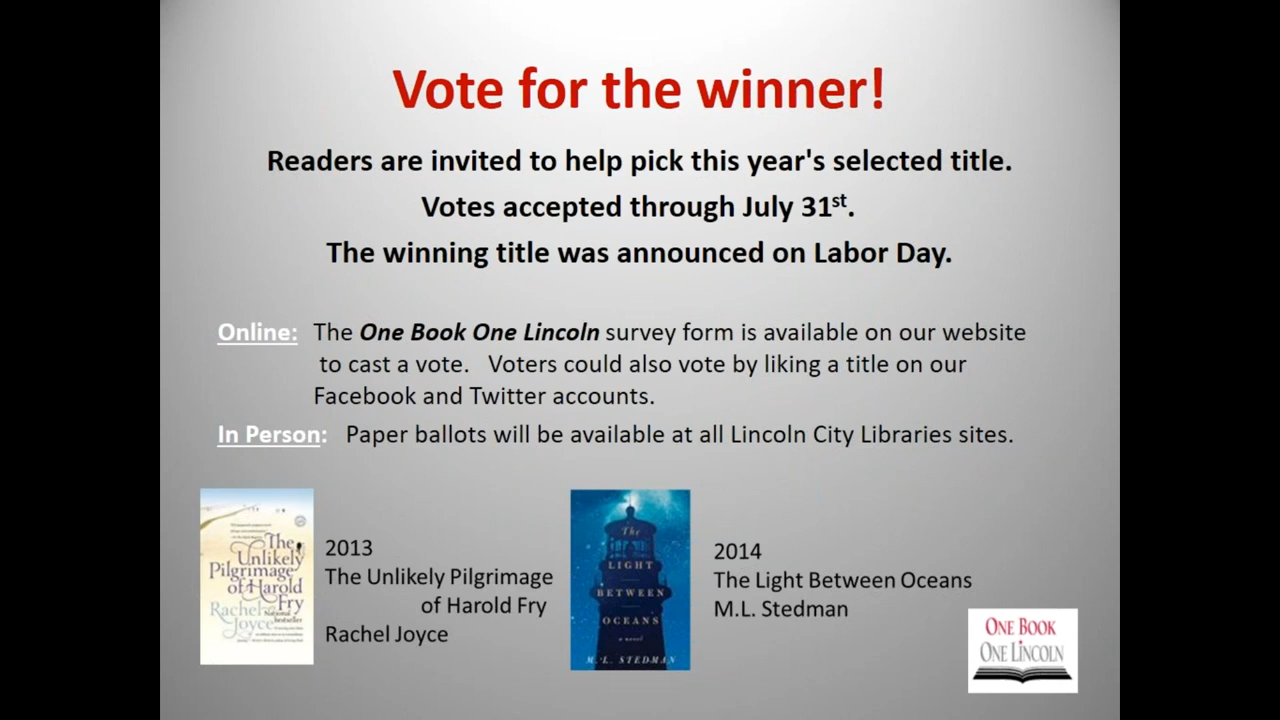 Vote for the winner!
Readers are invited to help pick this year's selected title.
Votes accepted through July 31st.
The winning title was announced on Labor Day.
Online: The One Book One Lincoln survey form is available on our website
to cast a vote. Voters could also vote by liking a title on our
Facebook and Twitter accounts.
In Person: Paper ballots will be available at all Lincoln City Libraries sites.
The
Unlikely
Pilgrimage
of Harold
Fry
Rachel
Joyce
National
bestseller
2013
The Unlikely Pilgrimage
of Harold Fry
Rachel Joyce
The
LIGHT
BETWEEN
OCEANS
a novel
M. L. STEDMAN
2014
The Light Between Oceans
M.L. Stedman
ONE BOOK
ONE LINCOLN